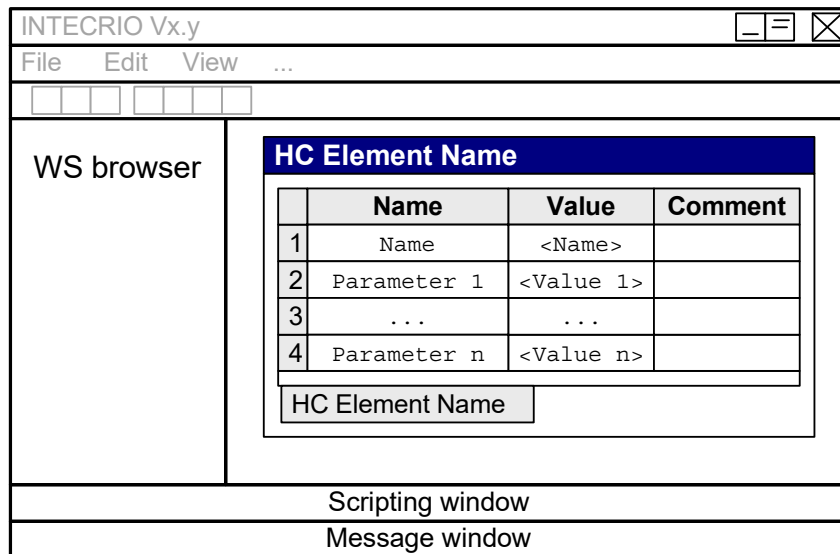 INTECRIO Vx.y
File Edit View ...
WS browser
HC Element Name
Name Value Comment
1 Name <Name>
2 Parameter 1 <Value 1>
3 ... ...
4 Parameter n <Value n>
HC Element Name
Scripting window
Message window